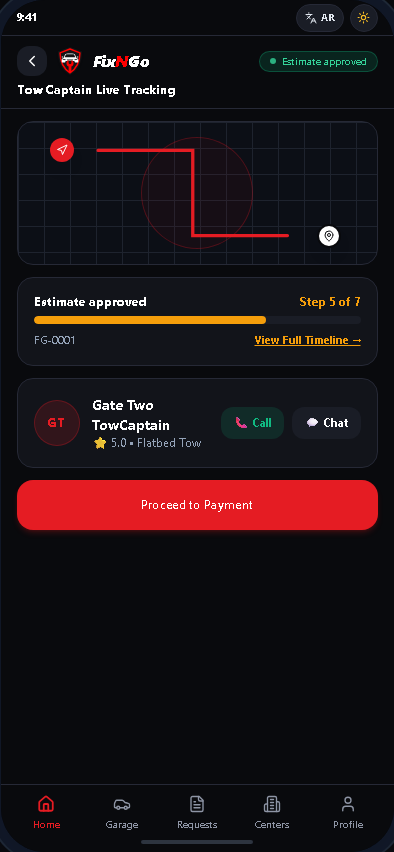 9:41
AR
FixNGo
Estimate approved
Tow Captain Live Tracking
Estimate approved
Step 5 of 7
FG-0001
View Full Timeline →
GT
Gate Two
TowCaptain
⭐ 5.0 • Flatbed Tow
📞 Call
💬 Chat
Proceed to Payment
Home
Garage
Requests
Centers
Profile